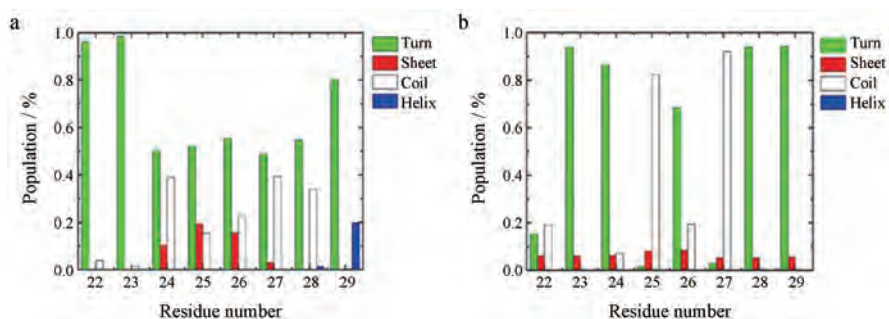 a
1.0
0.8
0.6
0.4
0.2
0.0
Population / %
Turn
Sheet
Coil
Helix
22 23 24 25 26 27 28 29
Residue number
b
1.0
0.8
0.6
0.4
0.2
0.0
Population / %
Turn
Sheet
Coil
Helix
22 23 24 25 26 27 28 29
Residue number